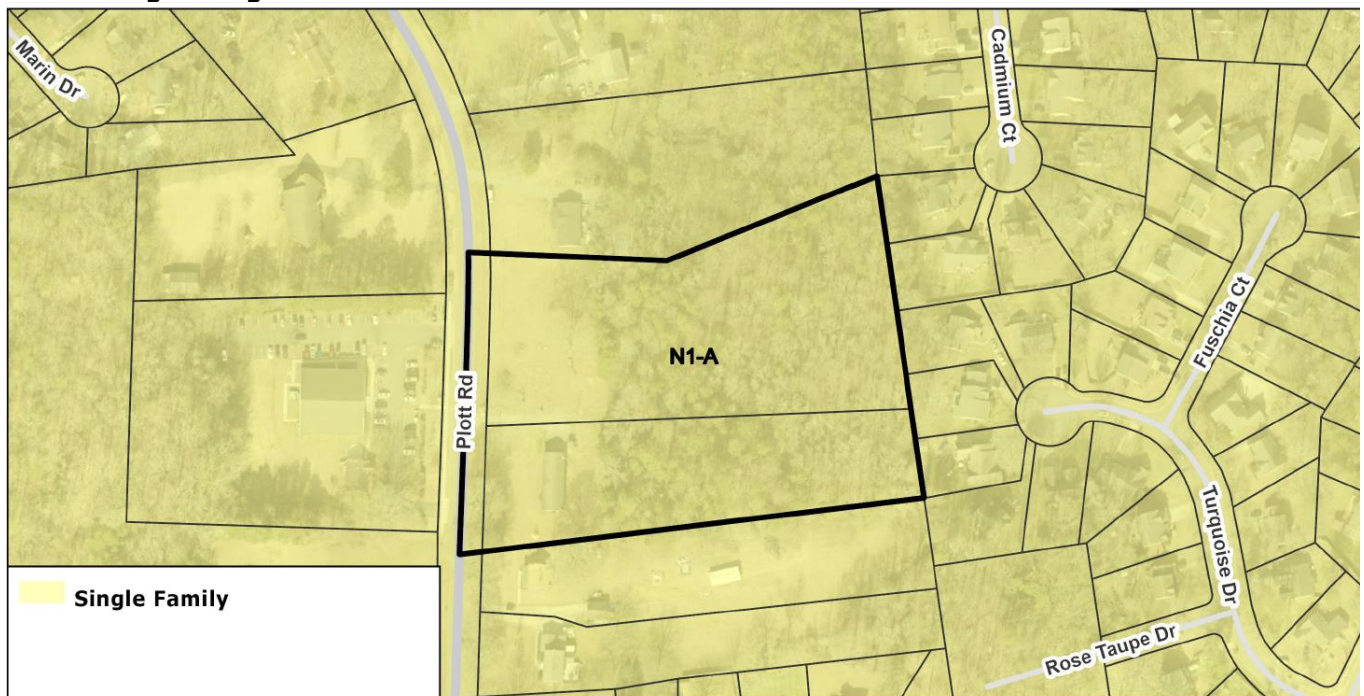 Marin Dr
Cadmium Ct
Fuschia Ct
N1-A
Plott Rd
Turquoise Dr
Rose Taupe Dr
Single Family